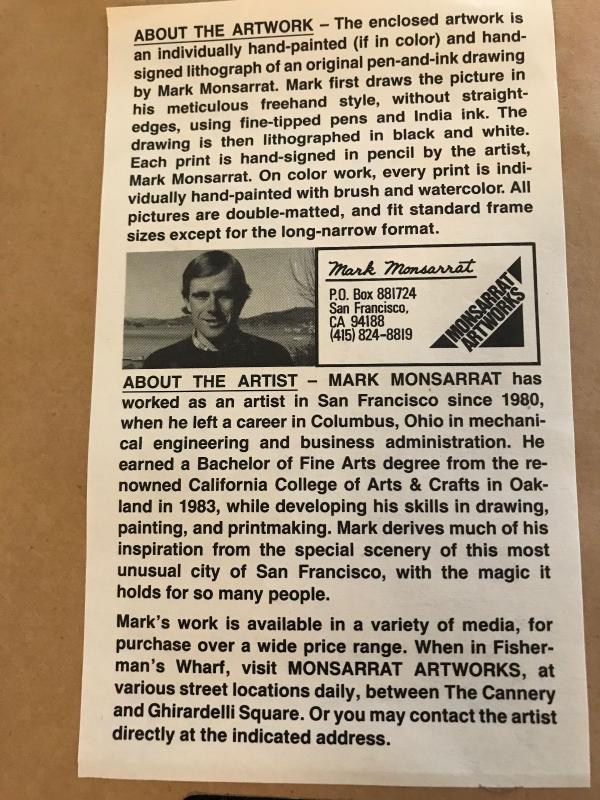 ABOUT THE ARTWORK – The enclosed artwork is
an individually hand-painted (if in color) and hand-
signed lithograph of an original pen-and-ink drawing
by Mark Monsarrat. Mark first draws the picture in
his meticulous freehand style, without straight-
edges, using fine-tipped pens and India ink. The
drawing is then lithographed in black and white.
Each print is hand-signed in pencil by the artist,
Mark Monsarrat. On color work, every print is indi-
vidually hand-painted with brush and watercolor. All
pictures are double-matted, and fit standard frame
sizes except for the long-narrow format.
Mark Monsarrat
P.O. Box 881724
San Francisco,
CA 94188
(415) 824-8819
MONSARRAT
ARTWORKS
ABOUT THE ARTIST – MARK MONSARRAT has
worked as an artist in San Francisco since 1980,
when he left a career in Columbus, Ohio in mechani-
cal engineering and business administration. He
earned a Bachelor of Fine Arts degree from the re-
nowned California College of Arts & Crafts in Oak-
land in 1983, while developing his skills in drawing,
painting, and printmaking. Mark derives much of his
inspiration from the special scenery of this most
unusual city of San Francisco, with the magic it
holds for so many people.
Mark's work is available in a variety of media, for
purchase over a wide price range. When in Fisher-
man's Wharf, visit MONSARRAT ARTWORKS, at
various street locations daily, between The Cannery
and Ghirardelli Square. Or you may contact the artist
directly at the indicated address.